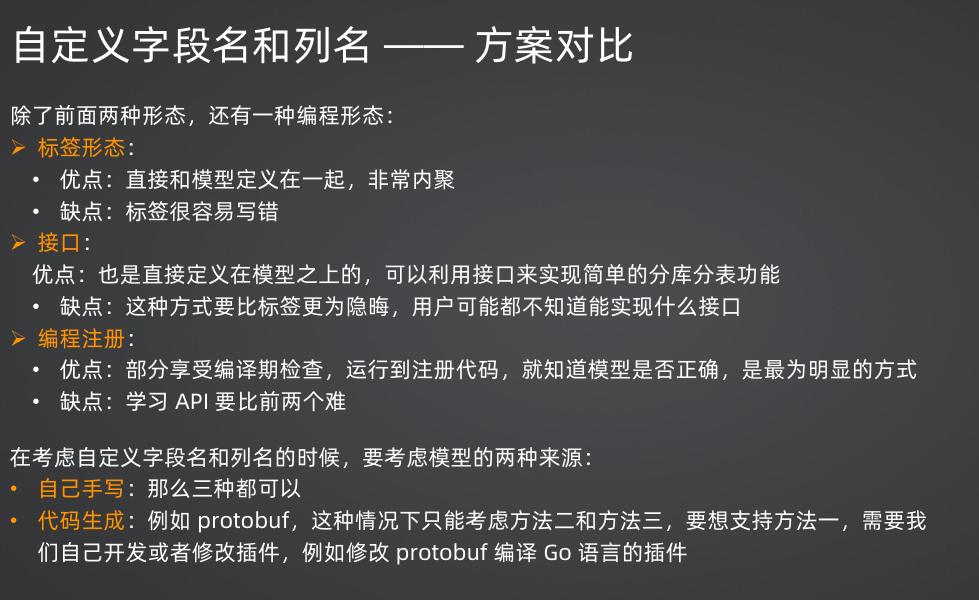 自定义字段名和列名 —— 方案对比
除了前面两种形态，还有一种编程形态：
➢ 标签形态：
• 优点：直接和模型定义在一起，非常内聚
• 缺点：标签很容易写错
➢ 接口：
优点：也是直接定义在模型之上的，可以利用接口来实现简单的分库分表功能
• 缺点：这种方式要比标签更为隐晦，用户可能都不知道能实现什么接口
➢ 编程注册：
• 优点：部分享受编译期检查，运行到注册代码，就知道模型是否正确，是最为明显的方式
• 缺点：学习 API 要比前两个难
在考虑自定义字段名和列名的时候，要考虑模型的两种来源：
• 自己手写：那么三种都可以
• 代码生成：例如 protobuf，这种情况下只能考虑方法二和方法三，要想支持方法一，需要我
们自己开发或者修改插件，例如修改 protobuf 编译 Go 语言的插件